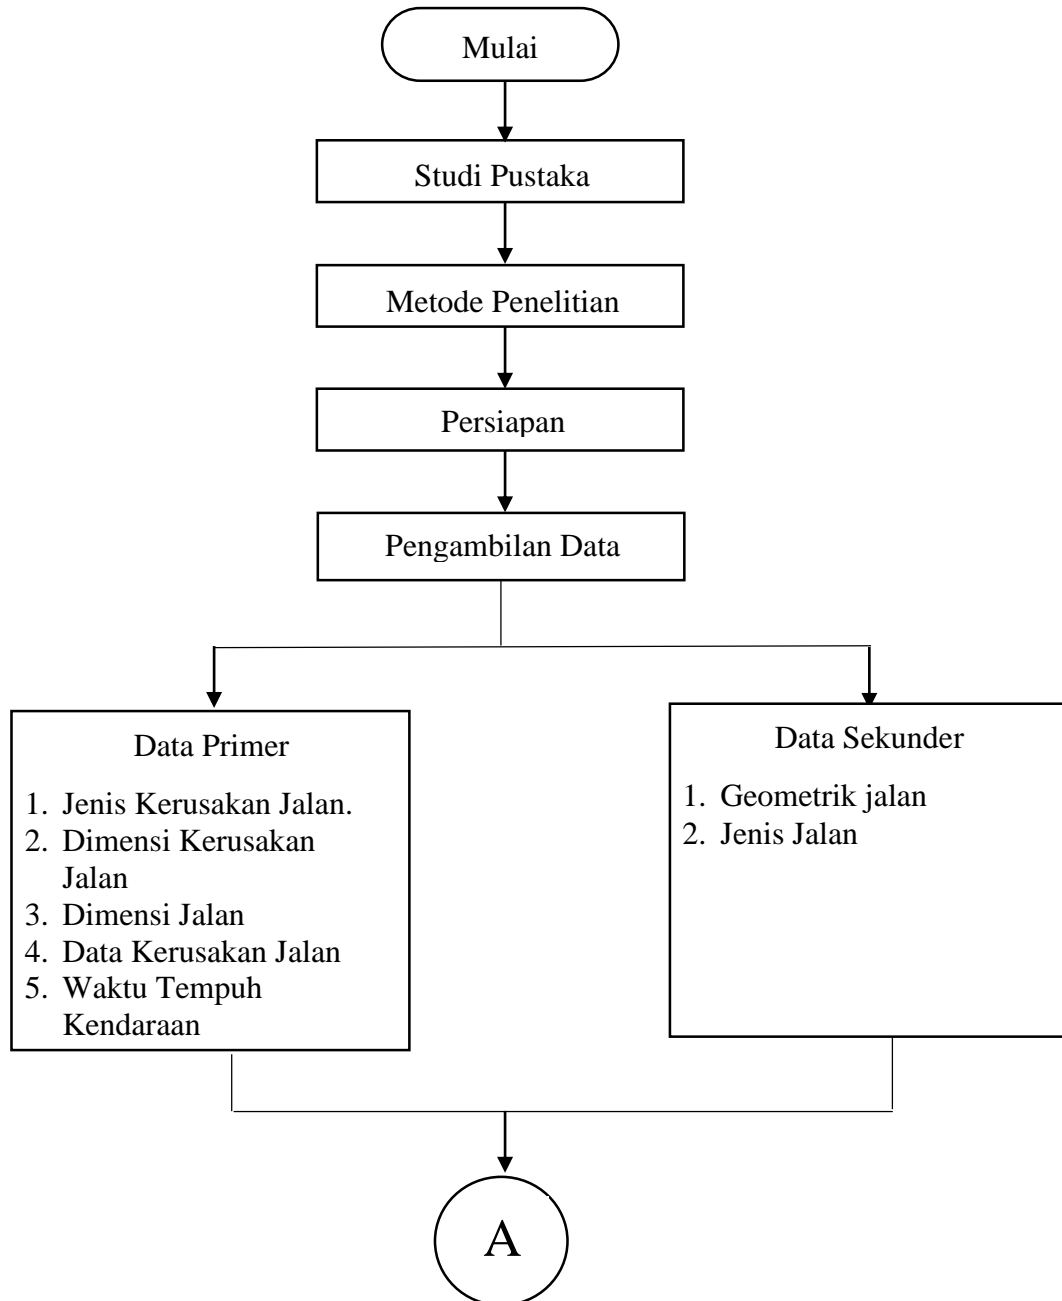 Mulai
Studi Pustaka
Metode Penelitian
Persiapan
Pengambilan Data
Data Primer
1. Jenis Kerusakan Jalan.
2. Dimensi Kerusakan
Jalan
3. Dimensi Jalan
4. Data Kerusakan Jalan
5. Waktu Tempuh
Kendaraan
Data Sekunder
1. Geometrik jalan
2. Jenis Jalan
A